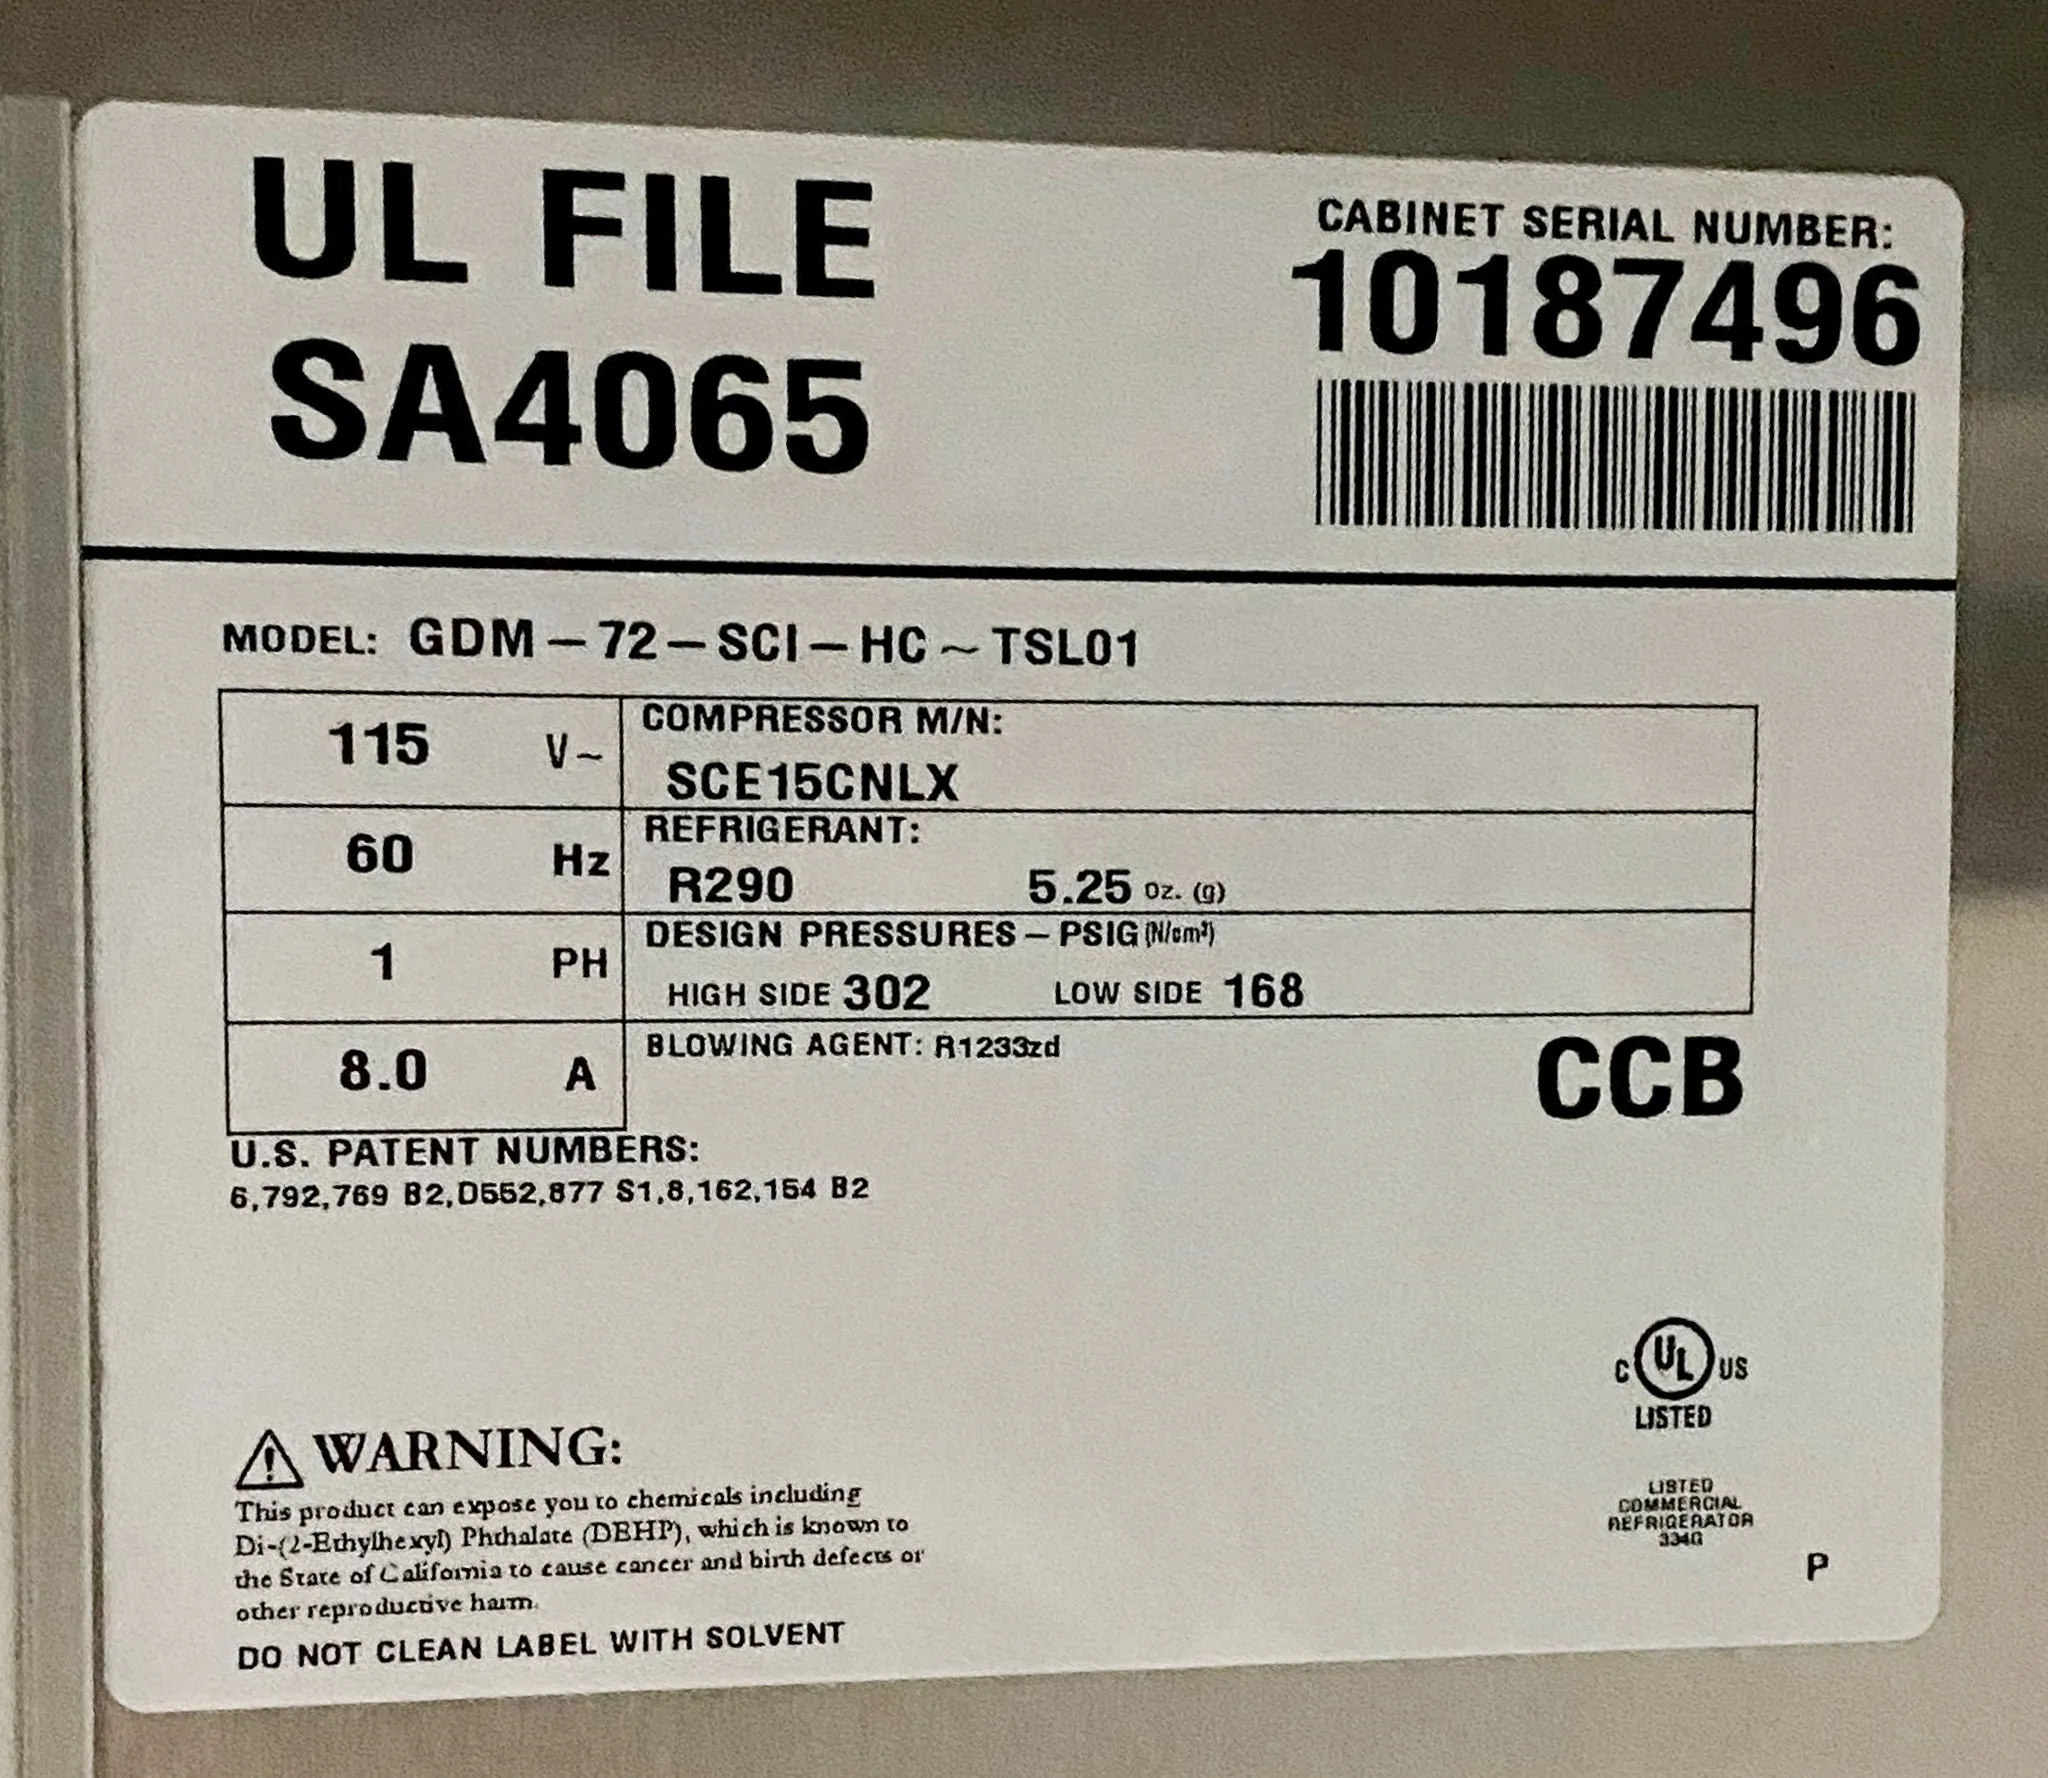 UL FILE
SA4065
CABINET SERIAL NUMBER:
10187496
MODEL: GDM-72-SCI-HC~TSL01
115 V~
COMPRESSOR M/N:
SCE15CNLX
60 Hz
REFRIGERANT:
R290 5.25 Oz. (g)
1 PH
DESIGN PRESSURES - PSIG (N/cm²)
HIGH SIDE 302 LOW SIDE 168
8.0 A
BLOWING AGENT: R1233zd
CCB
U.S. PATENT NUMBERS:
6,792,769 B2,D552,877 S1,8,162,154 B2
C UL US
LISTED
LISTED
COMMERCIAL
REFRIGERATOR
334G
P
⚠ WARNING:
This product can expose you to chemicals including
Di-(2-Ethylhexyl) Phthalate (DEHP), which is known to
the State of California to cause cancer and birth defects or
other reproductive harm.
DO NOT CLEAN LABEL WITH SOLVENT